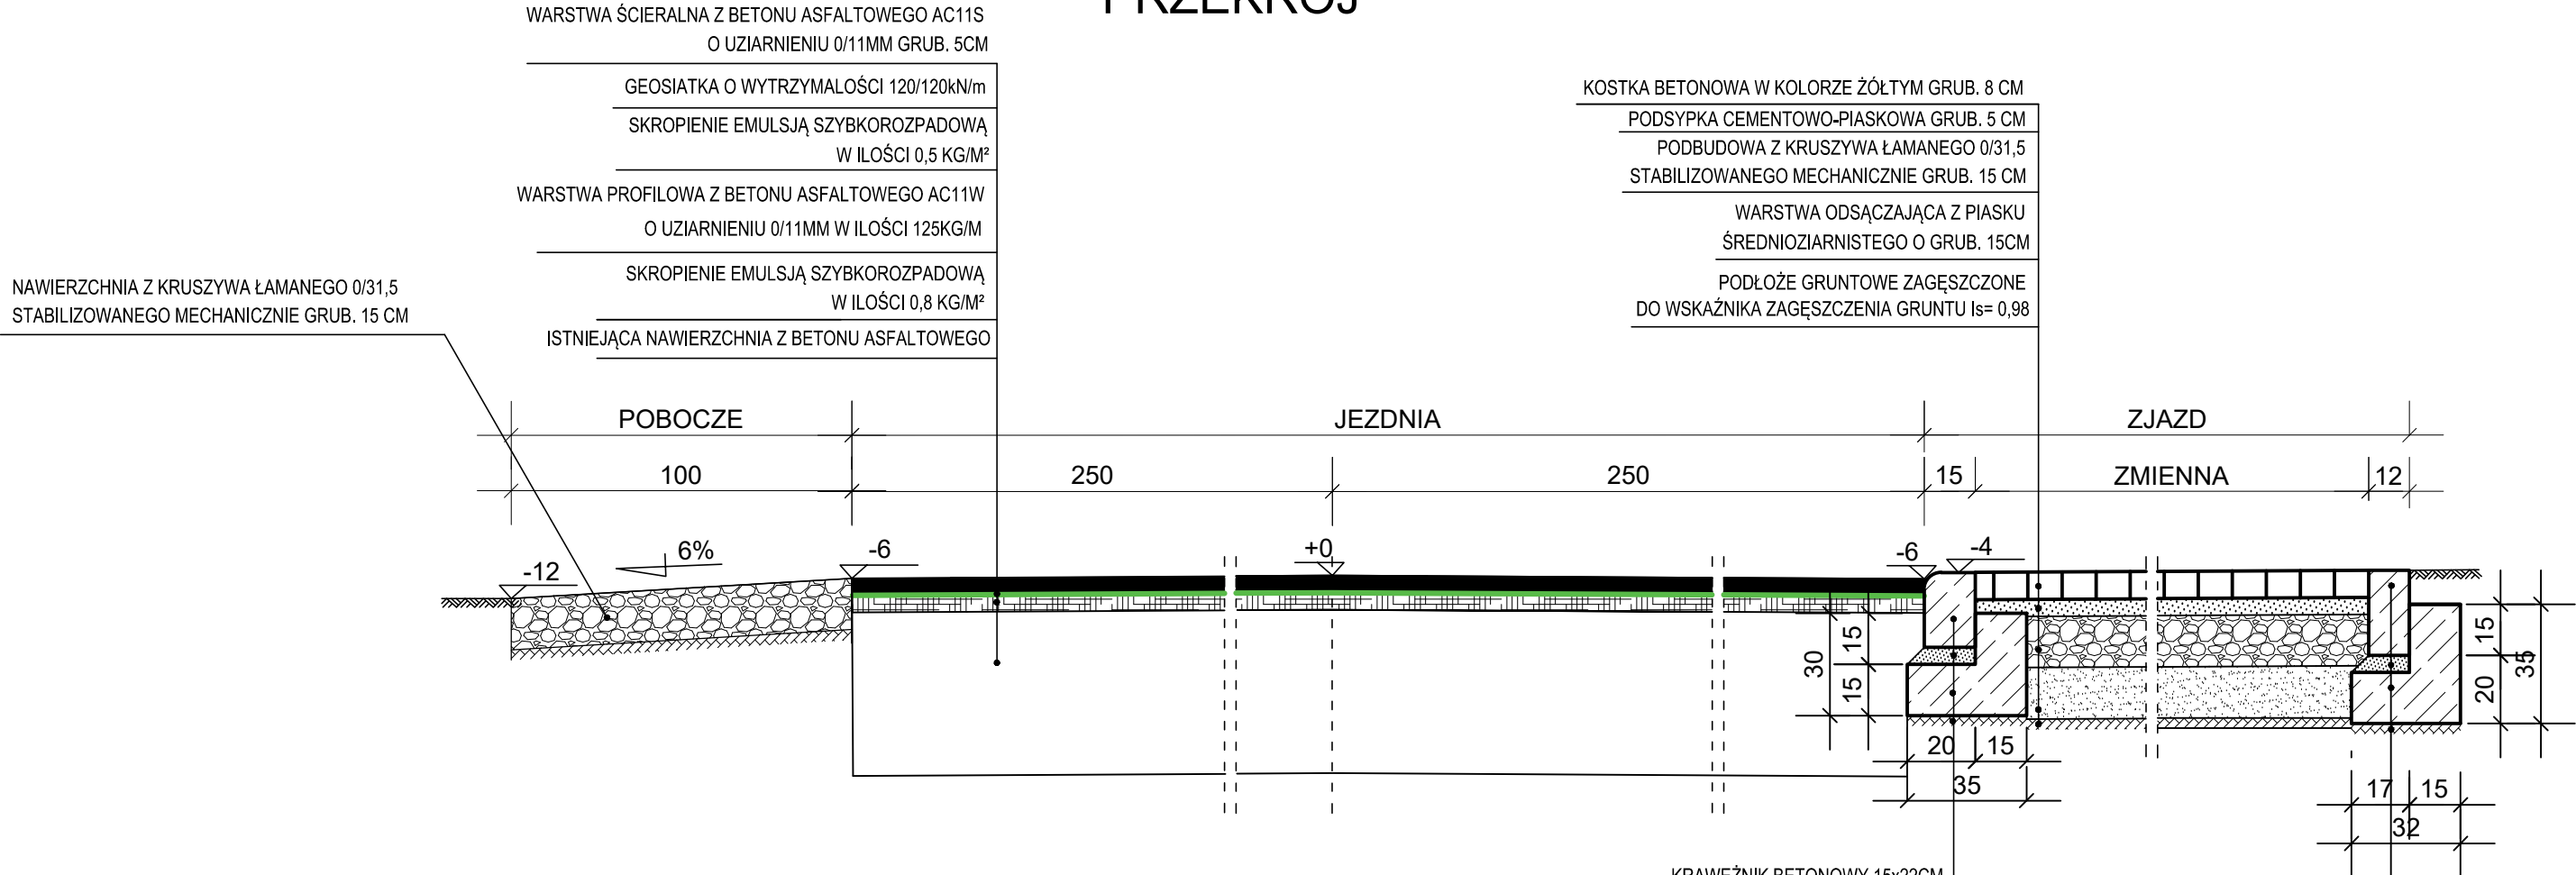 PRZEKRÓJ
WARSTWA ŚCIERALNA Z BETONU ASFALTOWEGO AC11S
O UZIARNIENIU 0/11MM GRUB. 5CM
GEOSIATKA O WYTRZYMALOŚCI 120/120kN/m
SKROPIENIE EMULSJĄ SZYBKOROZPADOWĄ
W ILOŚCI 0,5 KG/M²
WARSTWA PROFILOWA Z BETONU ASFALTOWEGO AC11W
O UZIARNIENIU 0/11MM W ILOŚCI 125KG/M
SKROPIENIE EMULSJĄ SZYBKOROZPADOWĄ
W ILOŚCI 0,8 KG/M²
ISTNIEJĄCA NAWIERZCHNIA Z BETONU ASFALTOWEGO
NAWIERZCHNIA Z KRUSZYWA ŁAMANEGO 0/31,5
STABILIZOWANEGO MECHANICZNIE GRUB. 15 CM
KOSTKA BETONOWA W KOLORZE ŻÓŁTYM GRUB. 8 CM
PODSYPKA CEMENTOWO-PIASKOWA GRUB. 5 CM
PODBUDOWA Z KRUSZYWA ŁAMANEGO 0/31,5
STABILIZOWANEGO MECHANICZNIE GRUB. 15 CM
WARSTWA ODSĄCZAJĄCA Z PIASKU
ŚREDNIOZIARNISTEGO O GRUB. 15CM
PODŁOŻE GRUNTOWE ZAGĘSZCZONE
DO WSKAŹNIKA ZAGĘSZCZENIA GRUNTU Is= 0,98
POBOCZE JEZDNIA ZJAZD
100 250 250 15 ZMIENNA 12
-12 6% -6 +0 -6 -4
30 15 15
20 15
35
15 20 35
17 15
32
KRAWĘŻNIK BETONOWY 15x22CM